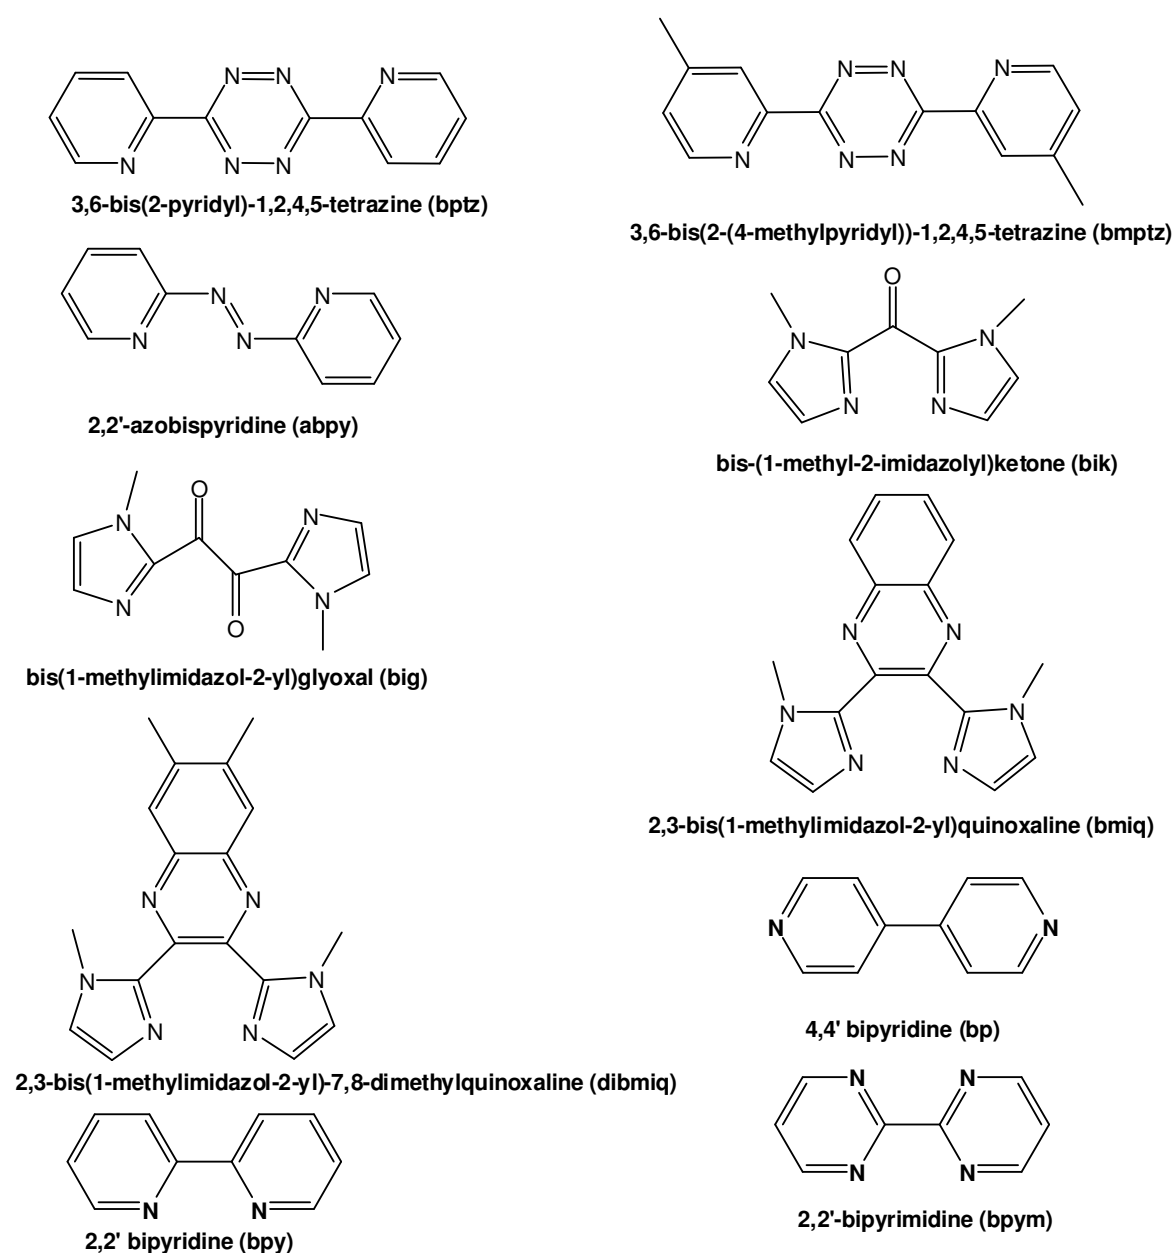 N N N
N N N
3,6-bis(2-pyridyl)-1,2,4,5-tetrazine (bptz)
N N N
N N N
3,6-bis(2-(4-methylpyridyl))-1,2,4,5-tetrazine (bmptz)
N N
N N
2,2'-azobispyridine (abpy)
O
N N
N N
bis-(1-methyl-2-imidazolyl)ketone (bik)
O
N N
N N
O
bis(1-methylimidazol-2-yl)glyoxal (big)
N N
N N
N N
2,3-bis(1-methylimidazol-2-yl)quinoxaline (bmiq)
N N
N N
N N
2,3-bis(1-methylimidazol-2-yl)-7,8-dimethylquinoxaline (dibmiq)
N N
4,4' bipyridine (bp)
N N
2,2' bipyridine (bpy)
N N
N N
2,2'-bipyrimidine (bpym)